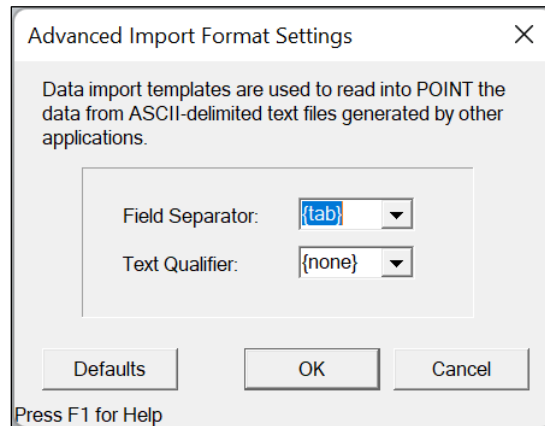 Advanced Import Format Settings
Data import templates are used to read into POINT the
data from ASCII-delimited text files generated by other
applications.
Field Separator: {tab}
Text Qualifier: {none}
Defaults OK Cancel
Press F1 for Help